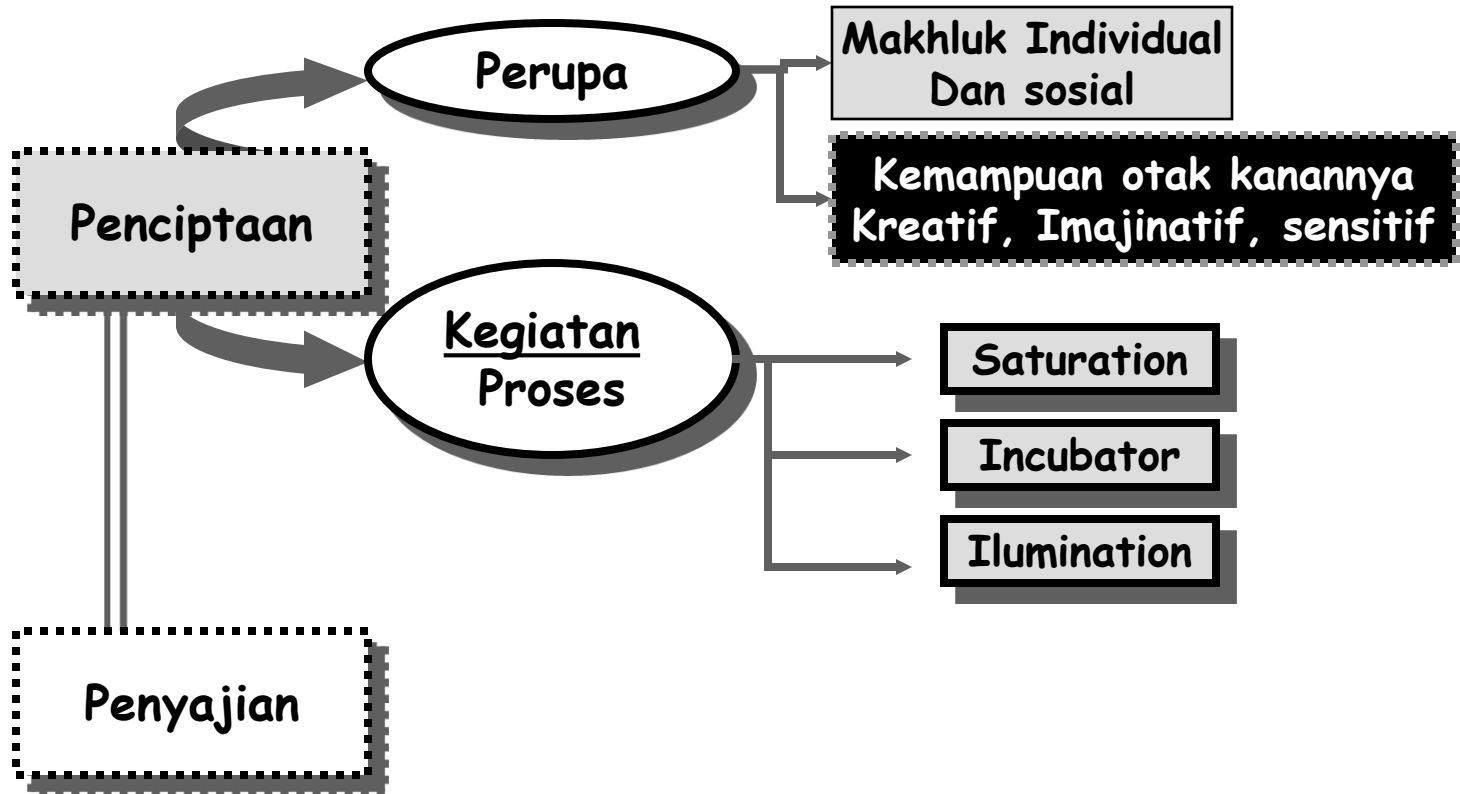 Perupa
Makhluk Individual
Dan sosial
Kemampuan otak kanannya
Kreatif, Imajinatif, sensitif
Penciptaan
Kegiatan
Proses
Saturation
Incubator
Ilumination
Penyajian